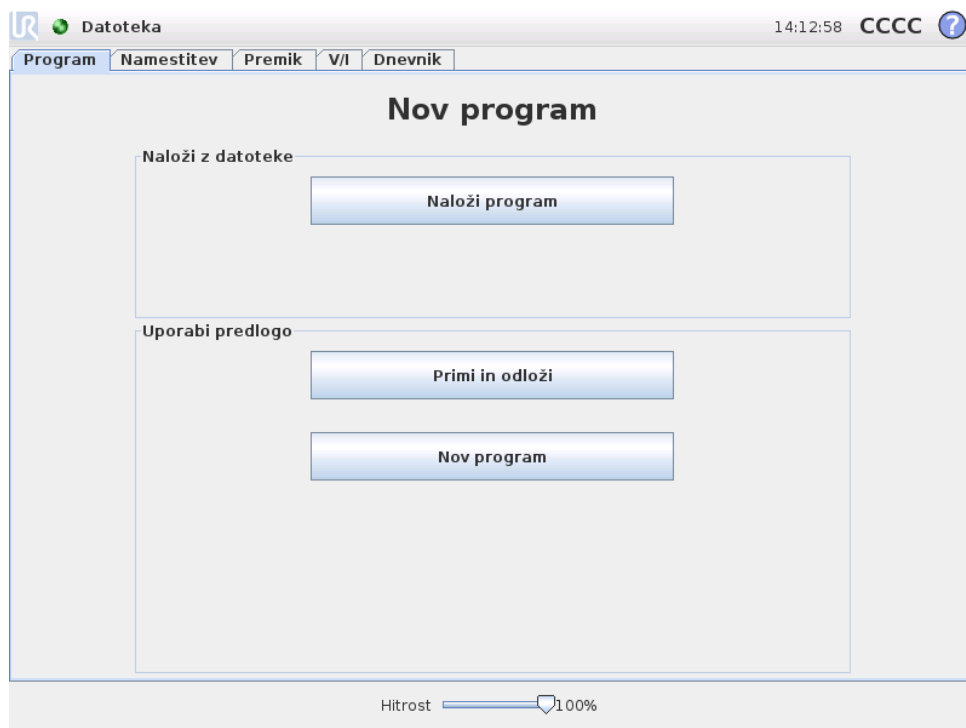 UR Datoteka 14:12:58 CCCC ?
Program Namestitev Premik V/I Dnevnik
Nov program
Naloži z datoteke
Naloži program
Uporabi predlogo
Primi in odloži
Nov program
Hitrost 100%